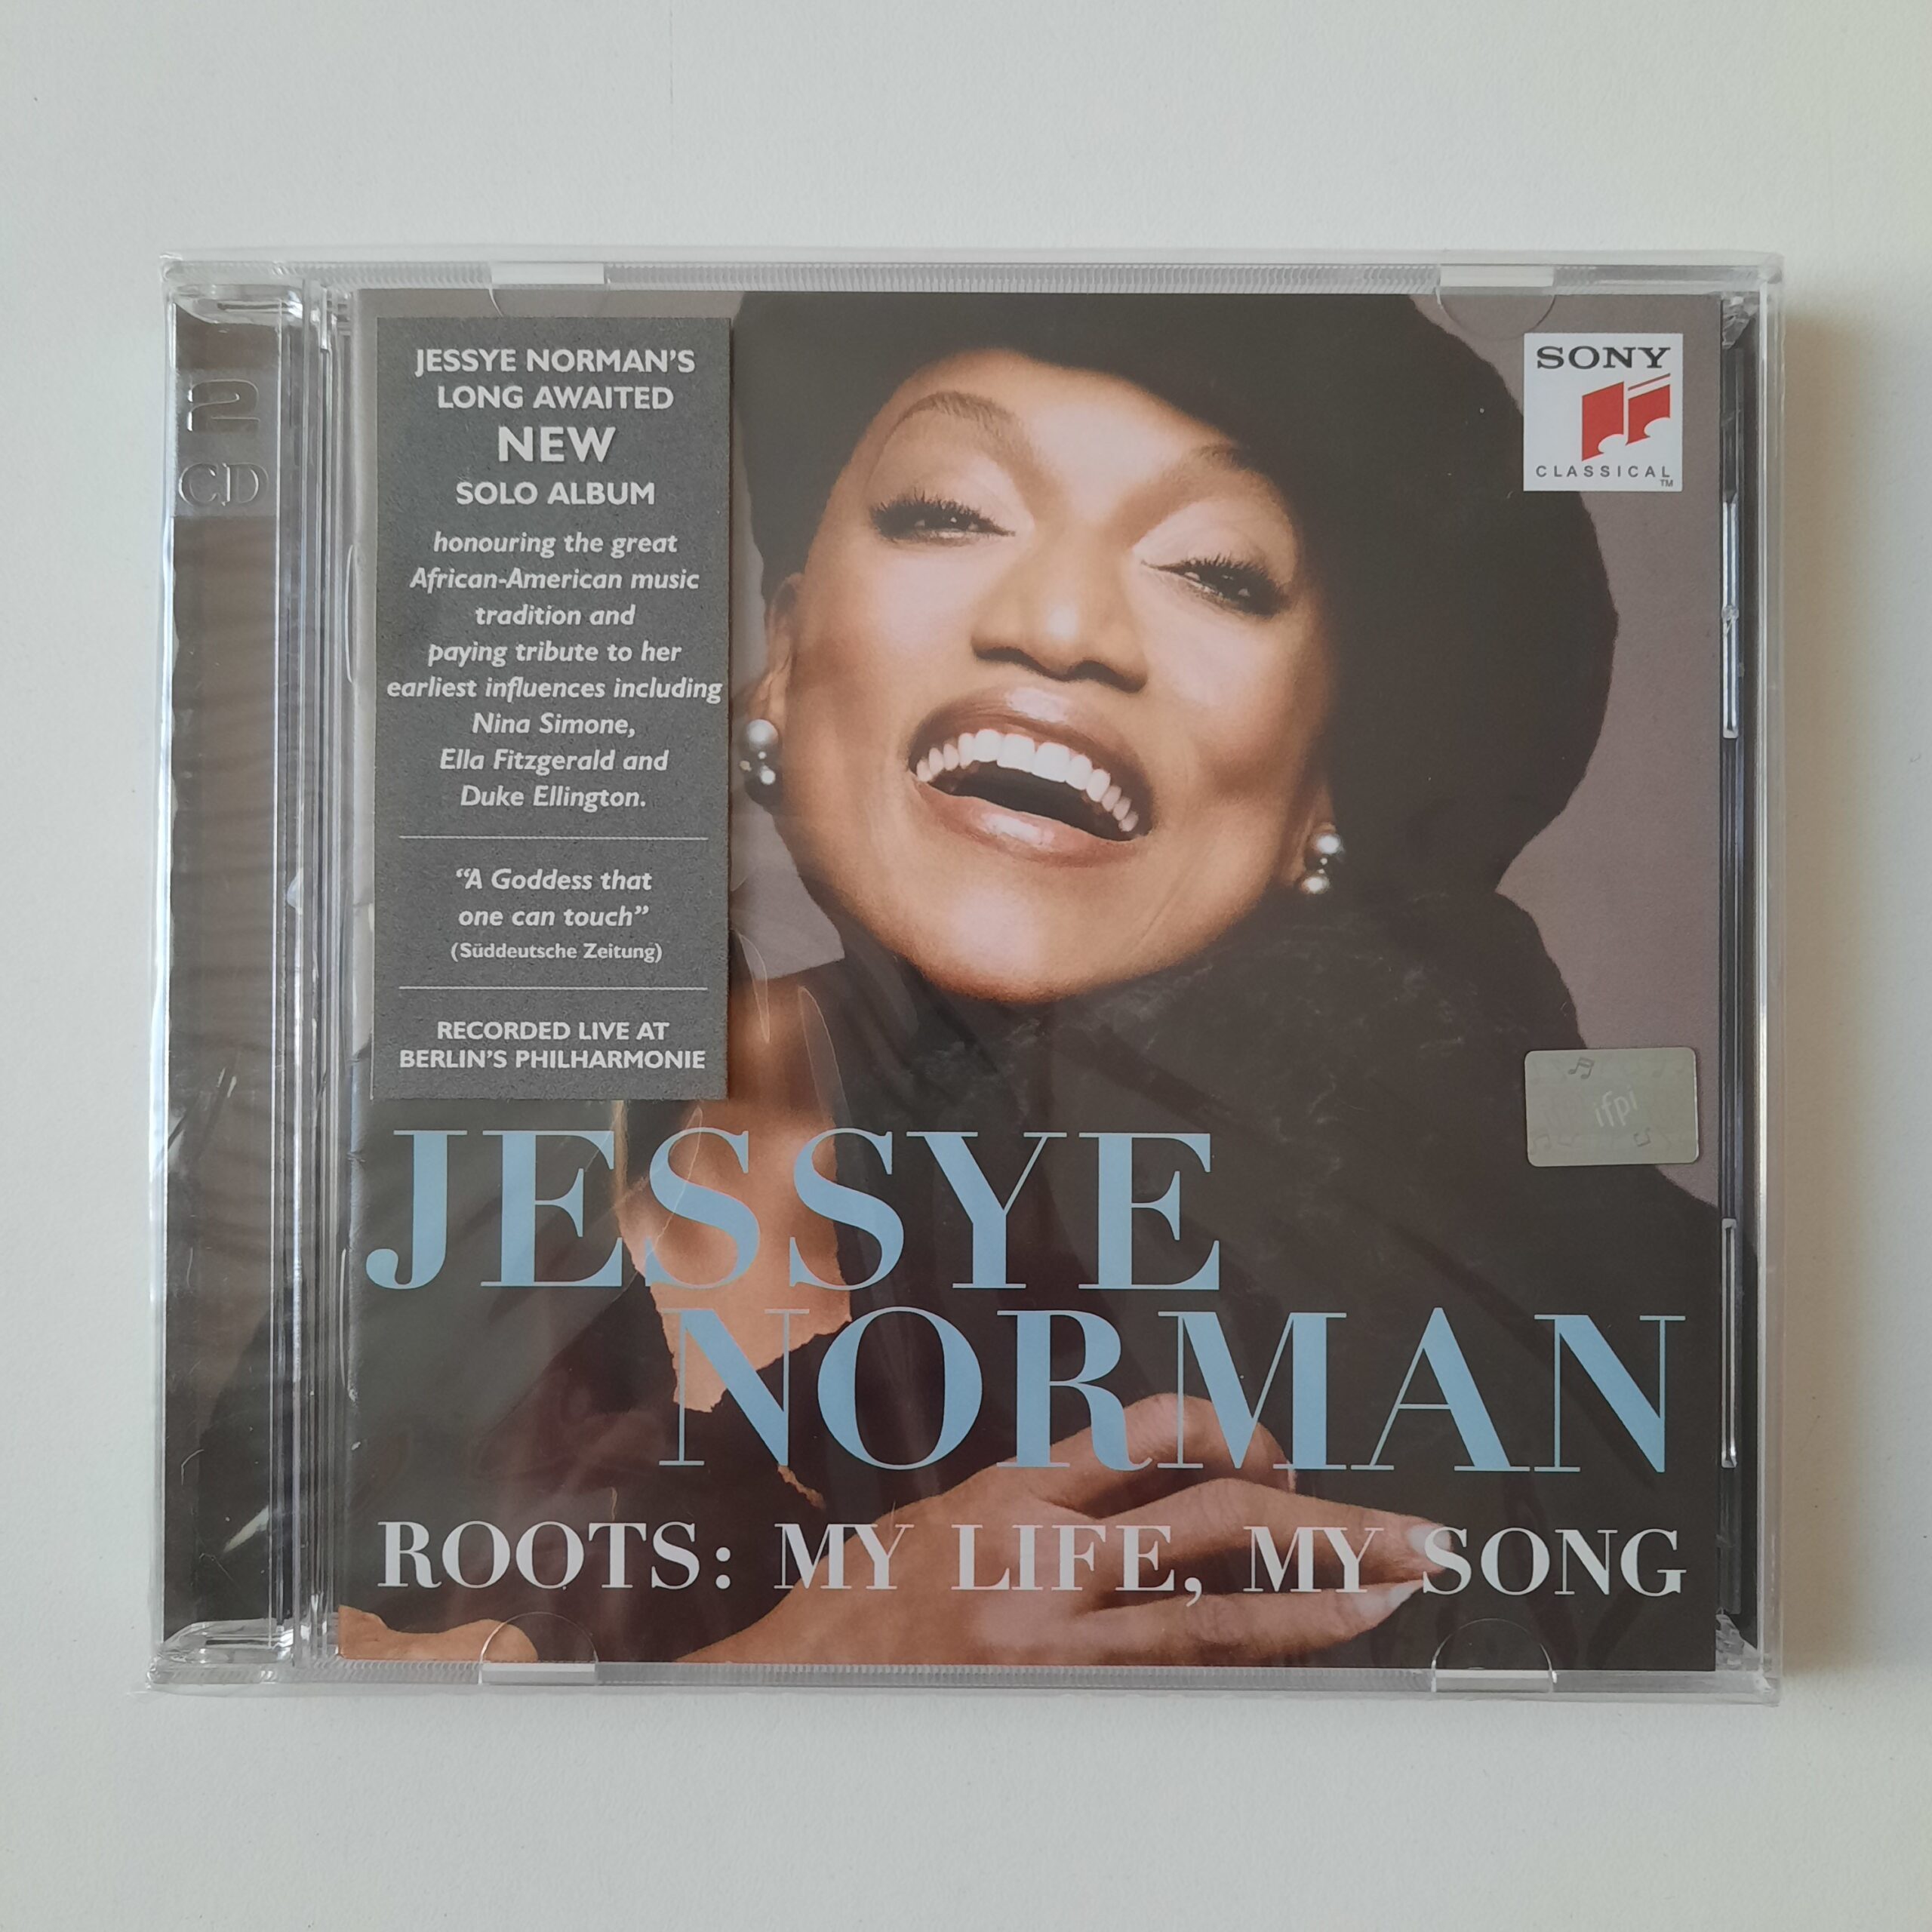 2
CD
JESSYE NORMAN'S
LONG AWAITED
NEW
SOLO ALBUM
honouring the great
African-American music
tradition and
paying tribute to her
earliest influences including
Nina Simone,
Ella Fitzgerald and
Duke Ellington.
“A Goddess that
one can touch”
(Süddeutsche Zeitung)
RECORDED LIVE AT
BERLIN'S PHILHARMONIE
SONY
CLASSICAL
TM
ifpi
JESSYE
NORMAN
ROOTS: MY LIFE, MY SONG